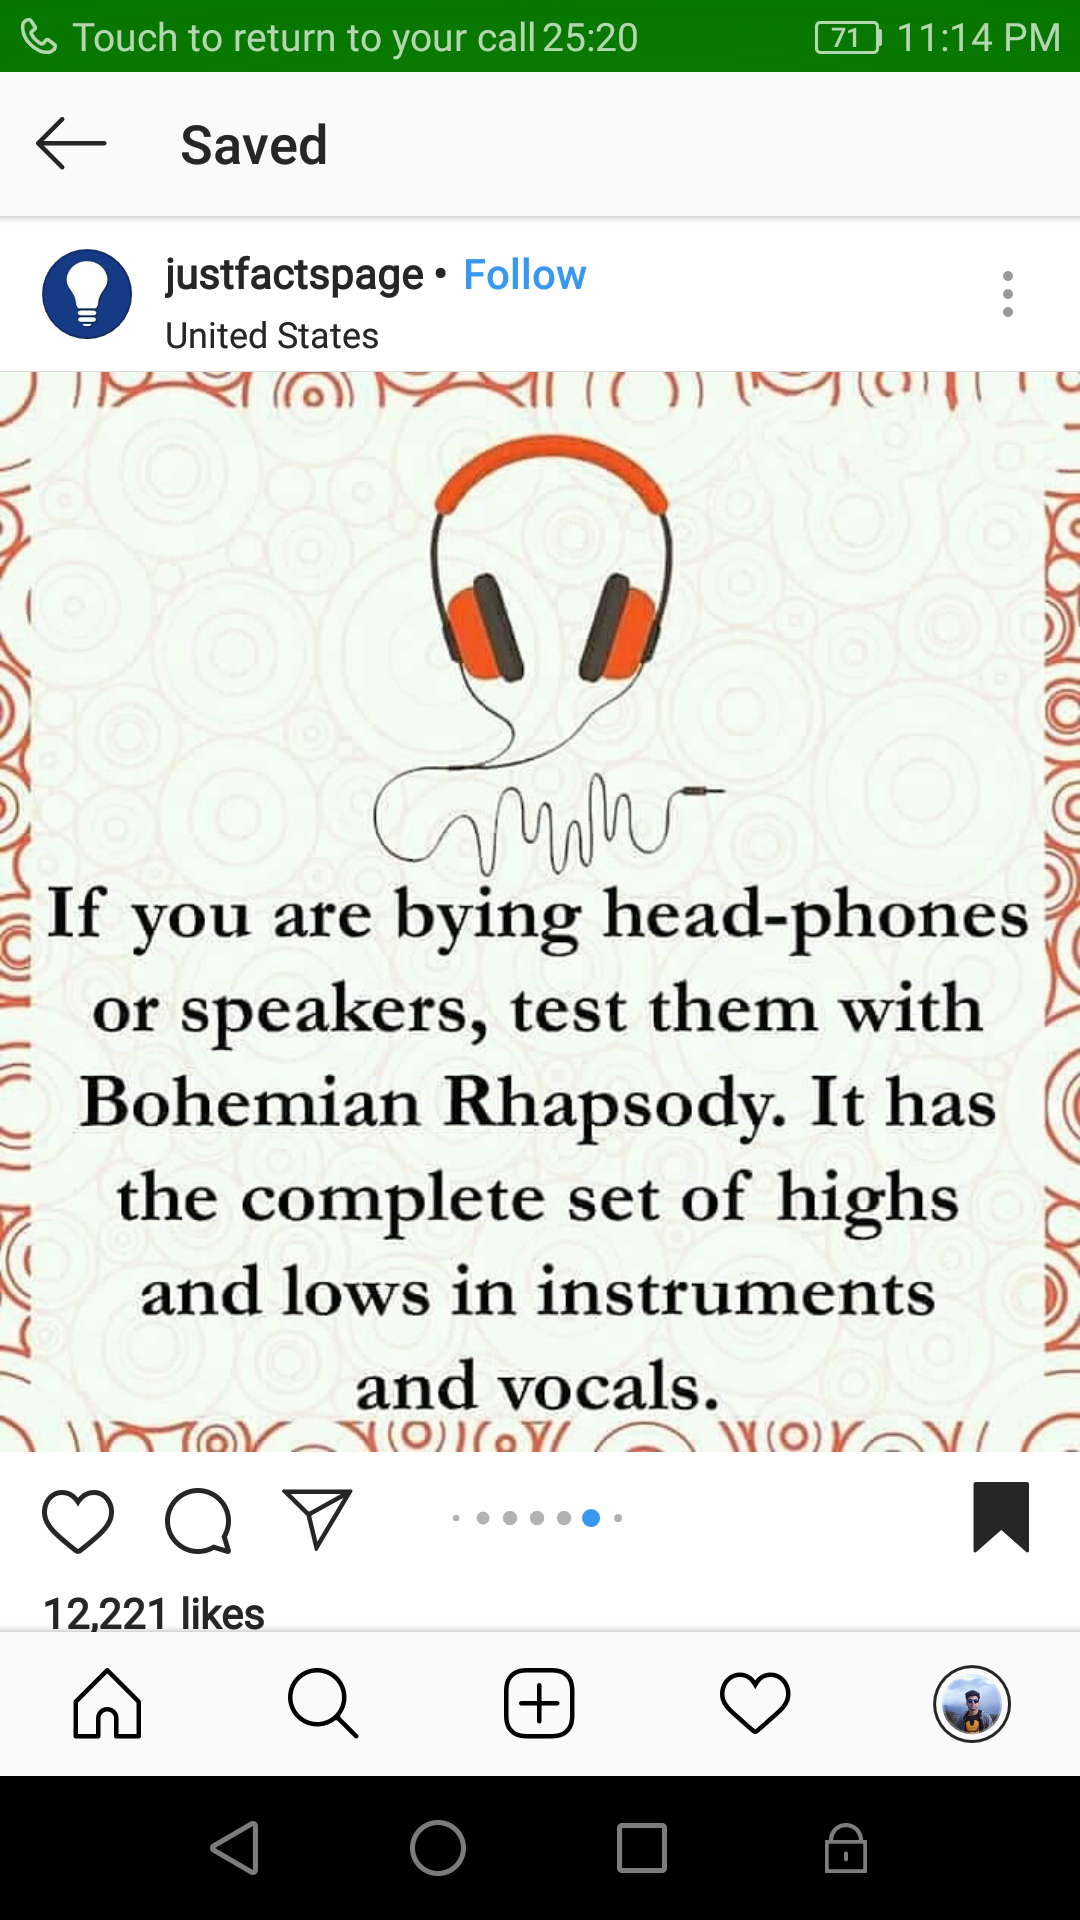 Touch to return to your call 25:20 71 11:14 PM
Saved
justfactspage • Follow
United States
If you are bying head-phones
or speakers, test them with
Bohemian Rhapsody. It has
the complete set of highs
and lows in instruments
and vocals.
12,221 likes